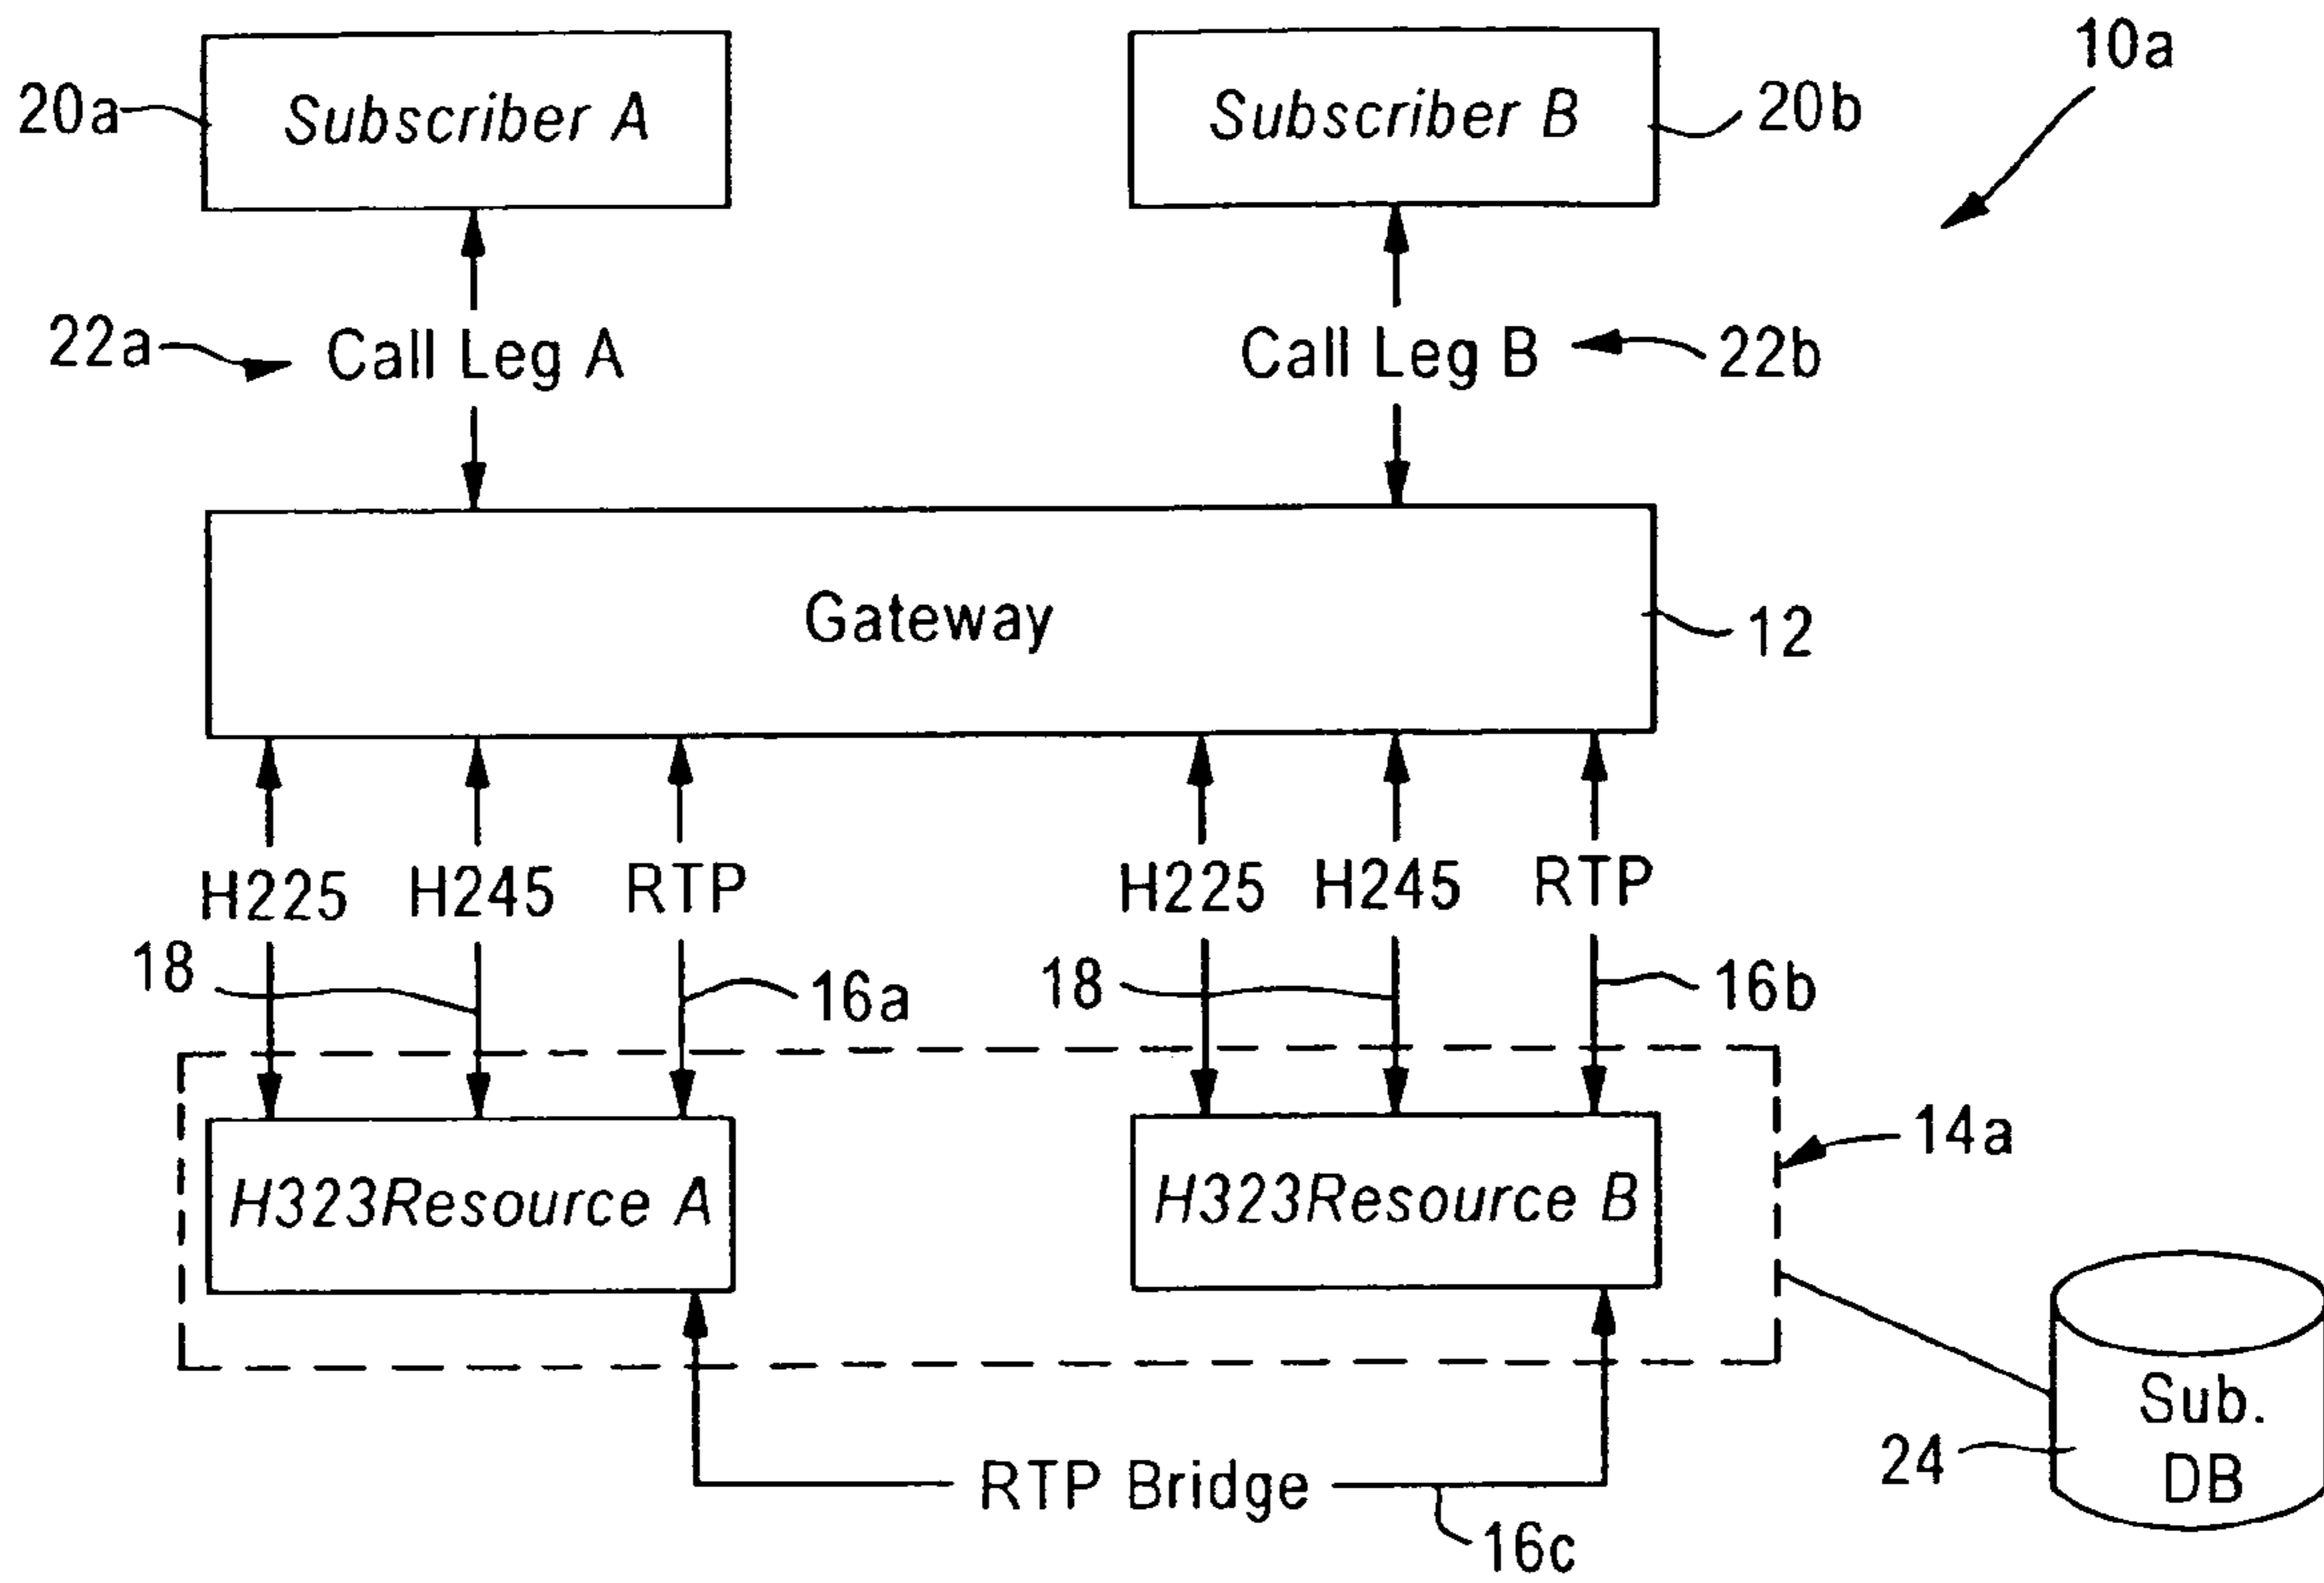 10a
20a
Subscriber A
Subscriber B
20b
22a
Call Leg A
Call Leg B
22b
Gateway
12
H225
H245
RTP
H225
H245
RTP
18
16a
18
16b
14a
H323Resource A
H323Resource B
Sub.
DB
24
RTP Bridge
16c